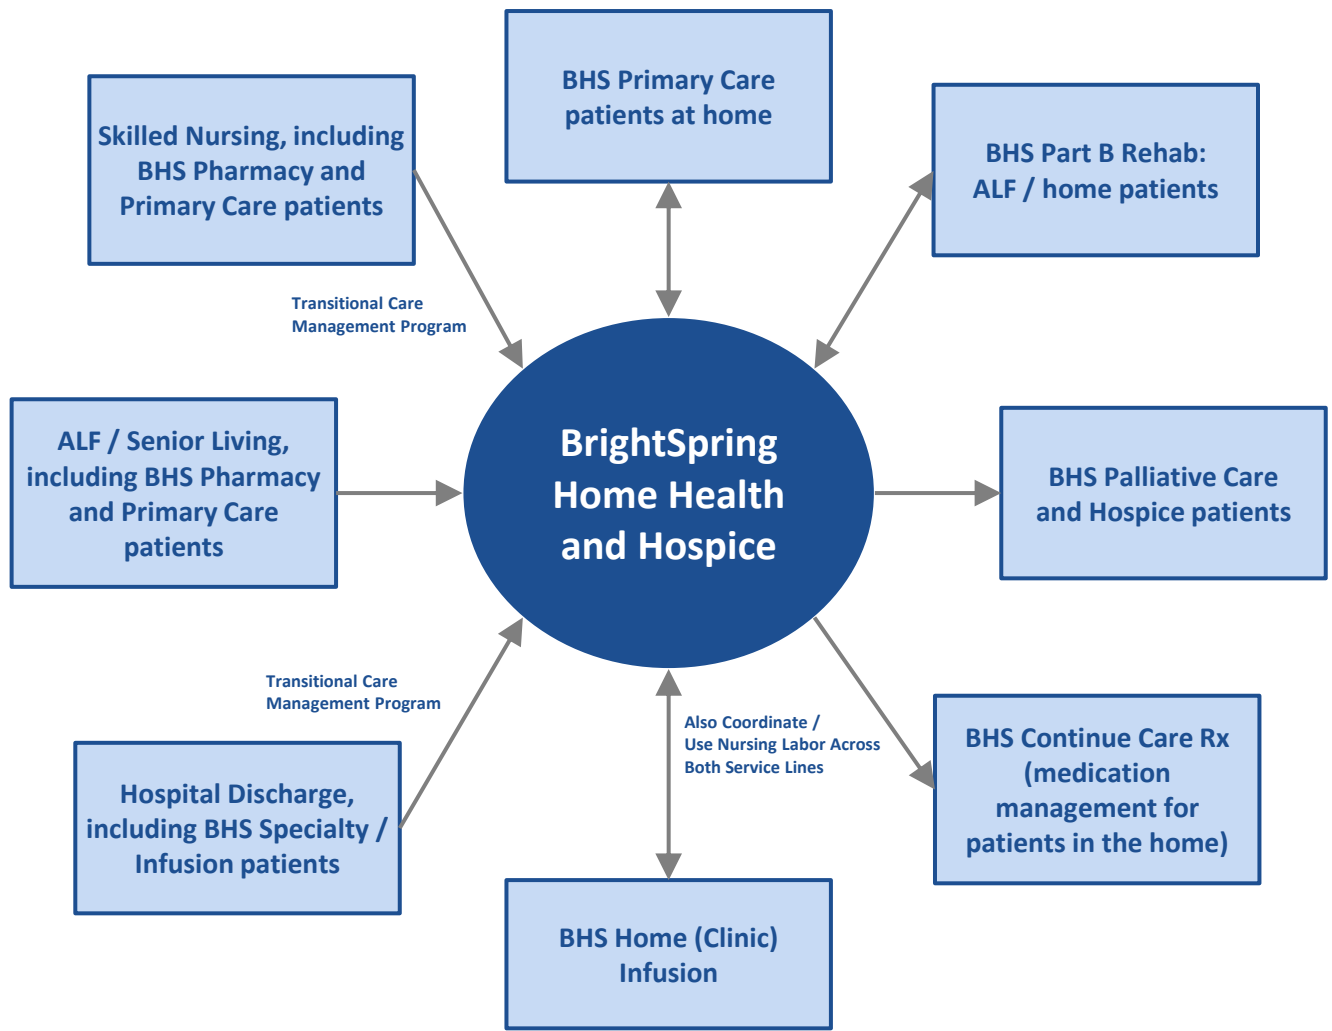 BHS Primary Care
patients at home
Skilled Nursing, including
BHS Pharmacy and
Primary Care patients
BHS Part B Rehab:
ALF / home patients
Transitional Care
Management Program
ALF / Senior Living,
including BHS Pharmacy
and Primary Care
patients
BrightSpring
Home Health
and Hospice
BHS Palliative Care
and Hospice patients
Transitional Care
Management Program
Also Coordinate /
Use Nursing Labor Across
Both Service Lines
Hospital Discharge,
including BHS Specialty /
Infusion patients
BHS Continue Care Rx
(medication
management for
patients in the home)
BHS Home (Clinic)
Infusion